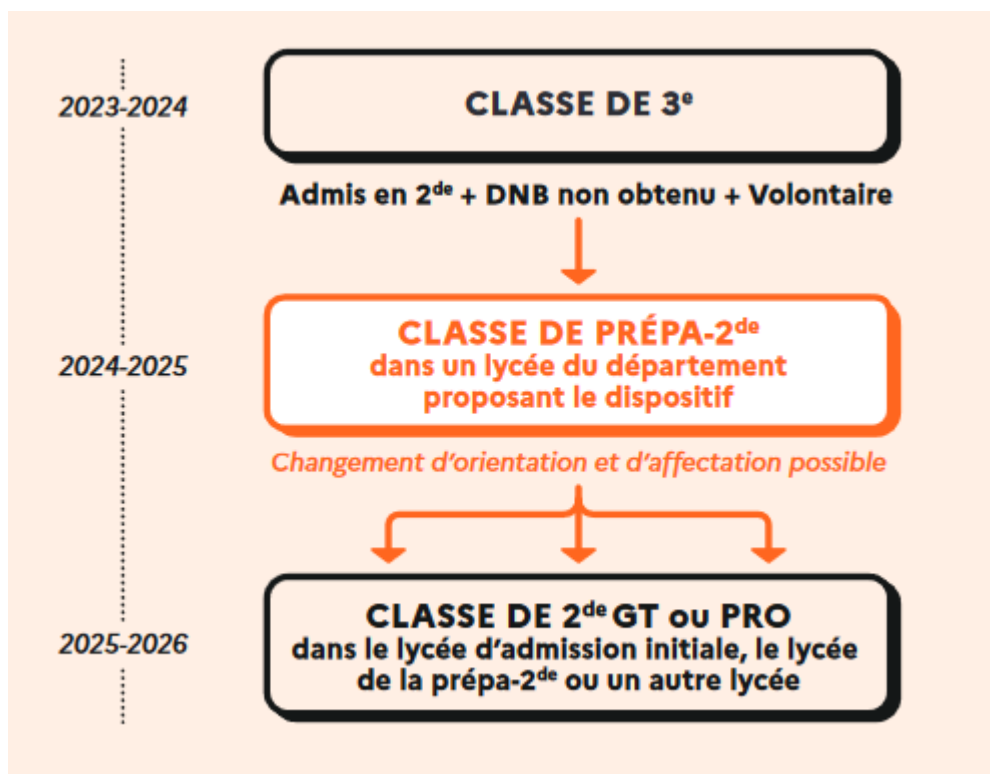 2023-2024
CLASSE DE 3e
Admis en 2de + DNB non obtenu + Volontaire
2024-2025
CLASSE DE PRÉPA-2de
dans un lycée du département
proposant le dispositif
Changement d'orientation et d'affectation possible
2025-2026
CLASSE DE 2de GT ou PRO
dans le lycée d'admission initiale, le lycée
de la prépa-2de ou un autre lycée